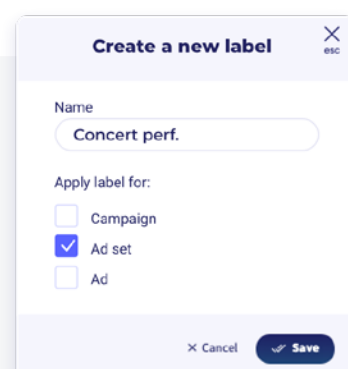 Create a new label
esc
Name
Concert perf.
Apply label for:
Campaign
Ad set
Ad
Cancel
Save